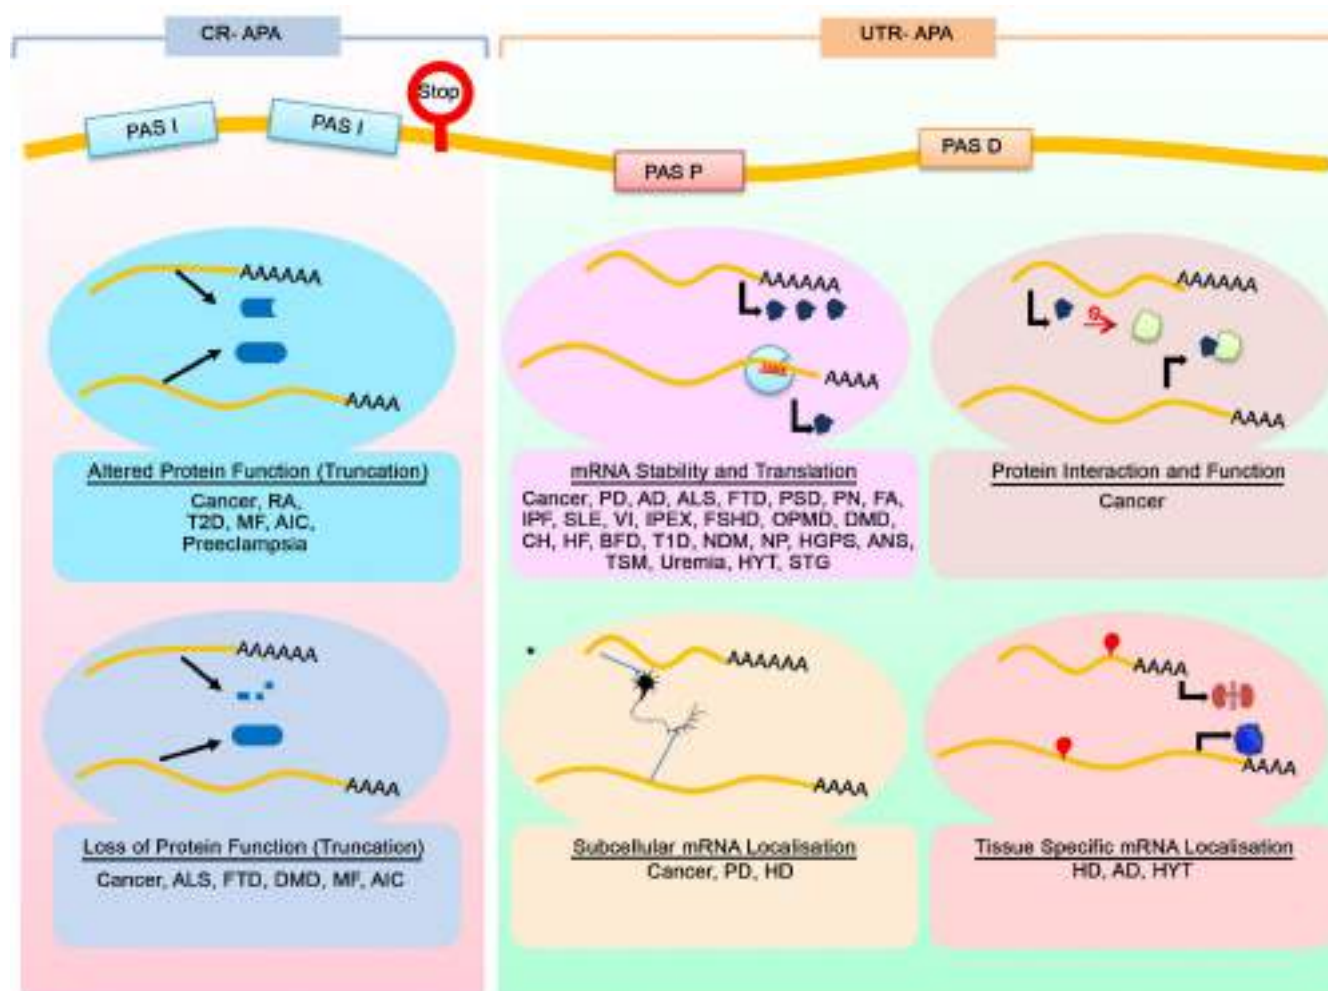 CR- APA
UTR- APA
Stop
PAS I
PAS I
PAS P
PAS D
AAAAAA
AAAA
Altered Protein Function (Truncation)
Cancer, RA,
T2D, MF, AIC,
Preeclampsia
AAAAAA
AAAA
mRNA Stability and Translation
Cancer, PD, AD, ALS, FTD, PSD, PN, FA,
IPF, SLE, VI, IPEX, FSHD, OPMD, DMD,
CH, HF, BFD, T1D, NDM, NP, HGPS, ANS,
TSM, Uremia, HYT, STG
AAAAAA
AAAA
Protein Interaction and Function
Cancer
AAAAAA
AAAA
Loss of Protein Function (Truncation)
Cancer, ALS, FTD, DMD, MF, AIC
AAAAAA
AAAA
Subcellular mRNA Localisation
Cancer, PD, HD
AAAA
AAAA
Tissue Specific mRNA Localisation
HD, AD, HYT